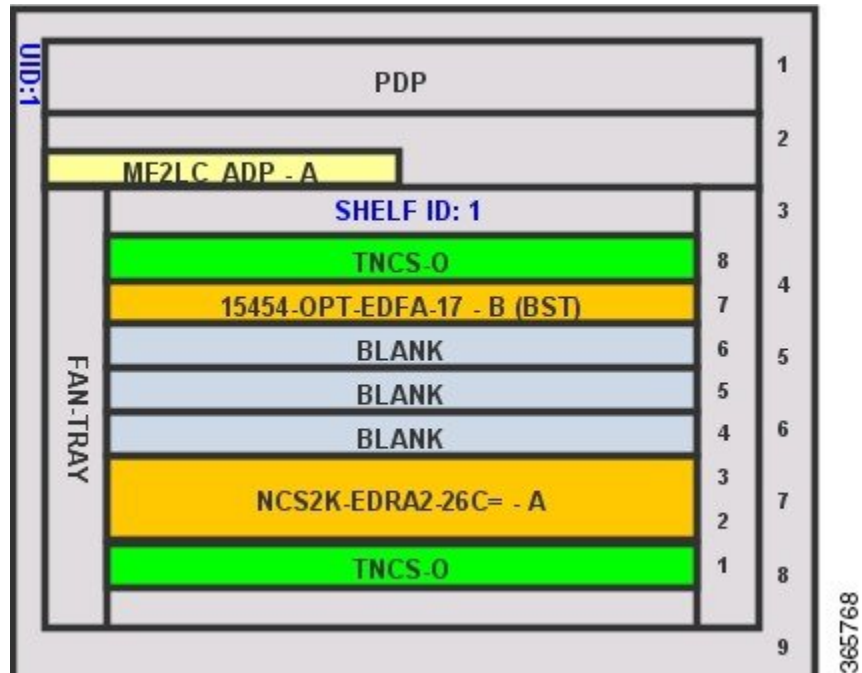 UID:1
PDP
1
2
MF2LC_ADP - A
SHELF ID: 1
3
TNCS-O
8
4
15454-OPT-EDFA-17 - B (BST)
7
BLANK
6
5
FAN-TRAY
BLANK
5
BLANK
4
6
NCS2K-EDRA2-26C= - A
3
2
7
TNCS-O
1
8
9
365768